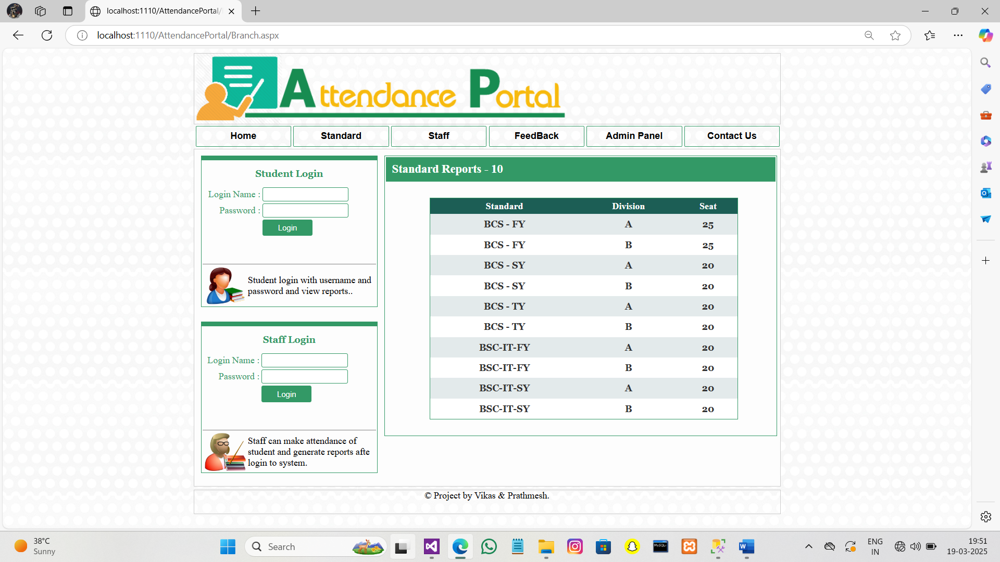 localhost:1110/AttendancePortal/
localhost:1110/AttendancePortal/Branch.aspx
Attendance Portal
Home Standard Staff FeedBack Admin Panel Contact Us
Student Login
Login Name :
Password :
Login
Student login with username and
password and view reports..
Staff Login
Login Name :
Password :
Login
Staff can make attendance of
student and generate reports afte
login to system.
Standard Reports - 10
Standard Division Seat
BCS - FY A 25
BCS - FY B 25
BCS - SY A 20
BCS - SY B 20
BCS - TY A 20
BCS - TY B 20
BSC-IT-FY A 20
BSC-IT-FY B 20
BSC-IT-SY A 20
BSC-IT-SY B 20
© Project by Vikas & Prathmesh.
38°C
Sunny
Search
MySQL
ENG
IN
19:51
19-03-2025